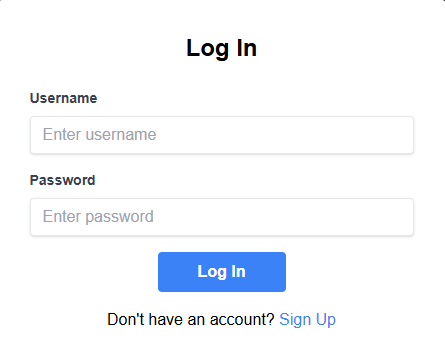 Log In
Username
Enter username
Password
Enter password
Log In
Don't have an account? Sign Up